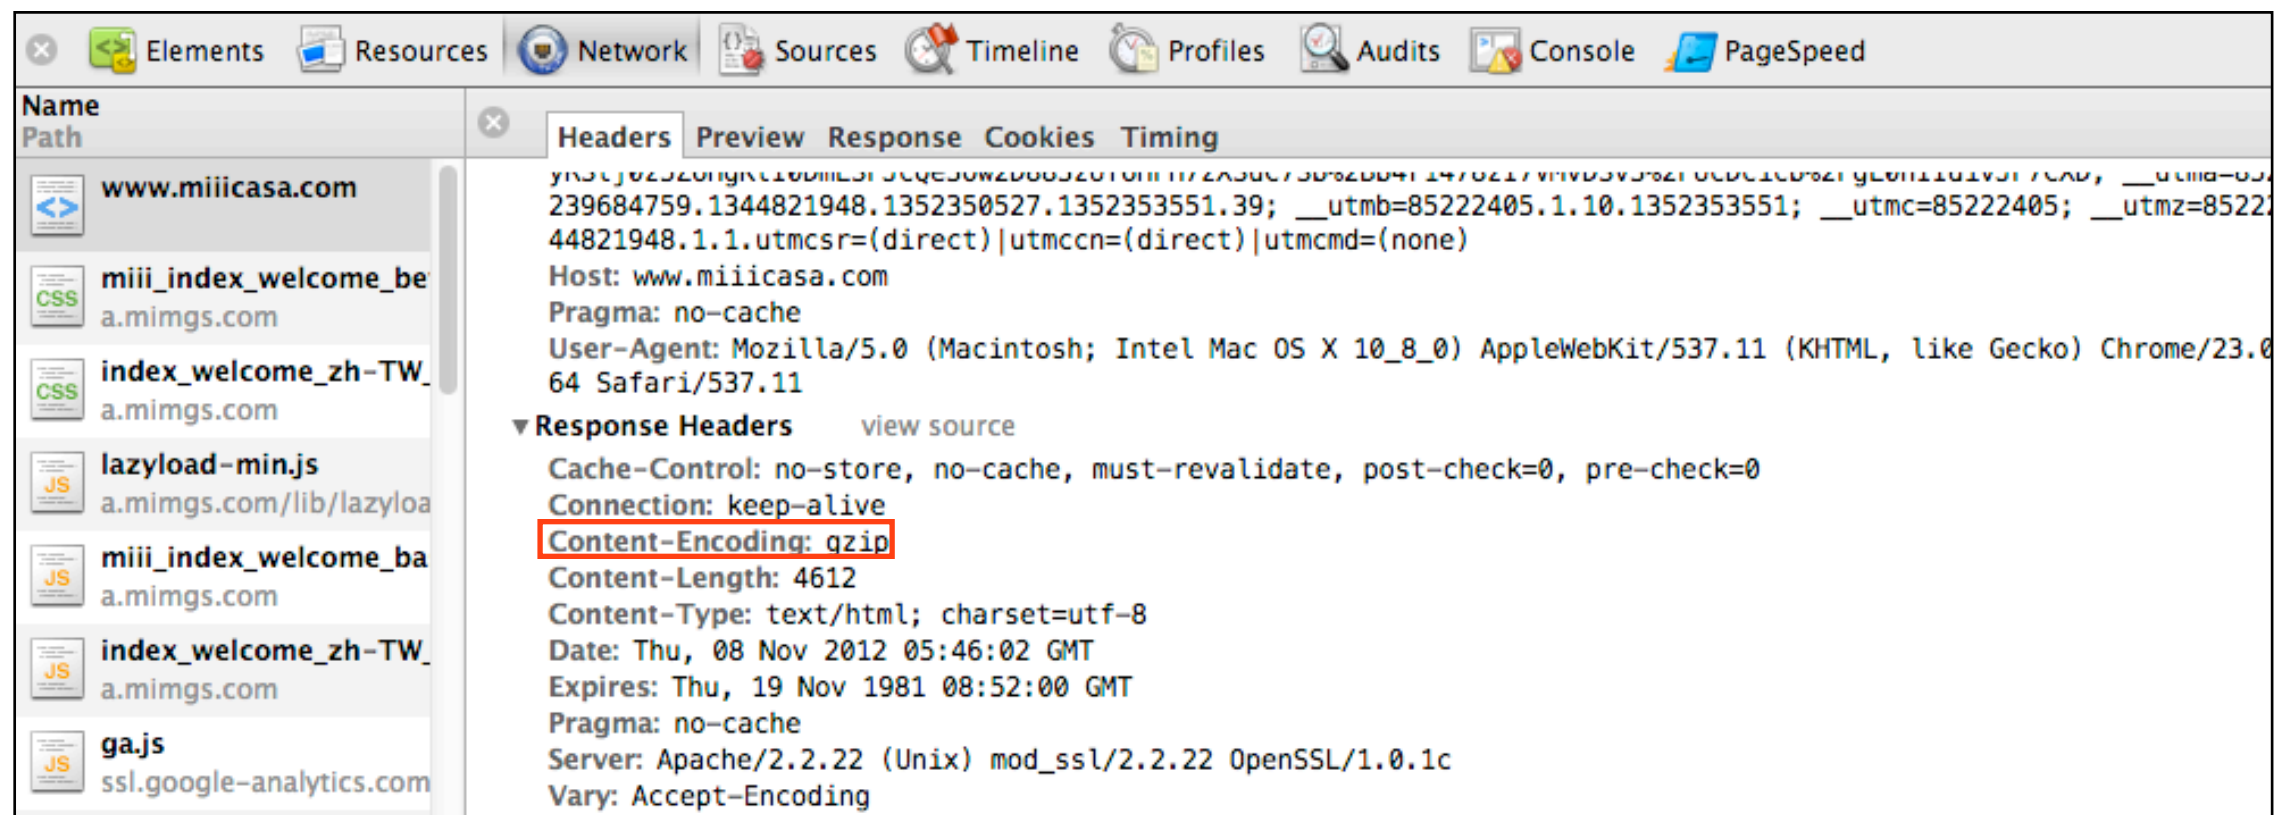 Elements Resources Network Sources Timeline Profiles Audits Console PageSpeed
Name
Path
Headers Preview Response Cookies Timing
www.miiicasa.com
miii_index_welcome_be
a.mimgs.com
index_welcome_zh-TW_
a.mimgs.com
lazyload-min.js
a.mimgs.com/lib/lazyloa
miii_index_welcome_ba
a.mimgs.com
index_welcome_zh-TW_
a.mimgs.com
ga.js
ssl.google-analytics.com
239684759.1344821948.1352350527.1352353551.39; __utmb=85222405.1.10.1352353551; __utmc=85222405; __utmz=85222
44821948.1.1.utmcsr=(direct)|utmccn=(direct)|utmcmd=(none)
Host: www.miiicasa.com
Pragma: no-cache
User-Agent: Mozilla/5.0 (Macintosh; Intel Mac OS X 10_8_0) AppleWebKit/537.11 (KHTML, like Gecko) Chrome/23.0
64 Safari/537.11
Response Headers view source
Cache-Control: no-store, no-cache, must-revalidate, post-check=0, pre-check=0
Connection: keep-alive
Content-Encoding: gzip
Content-Length: 4612
Content-Type: text/html; charset=utf-8
Date: Thu, 08 Nov 2012 05:46:02 GMT
Expires: Thu, 19 Nov 1981 08:52:00 GMT
Pragma: no-cache
Server: Apache/2.2.22 (Unix) mod_ssl/2.2.22 OpenSSL/1.0.1c
Vary: Accept-Encoding